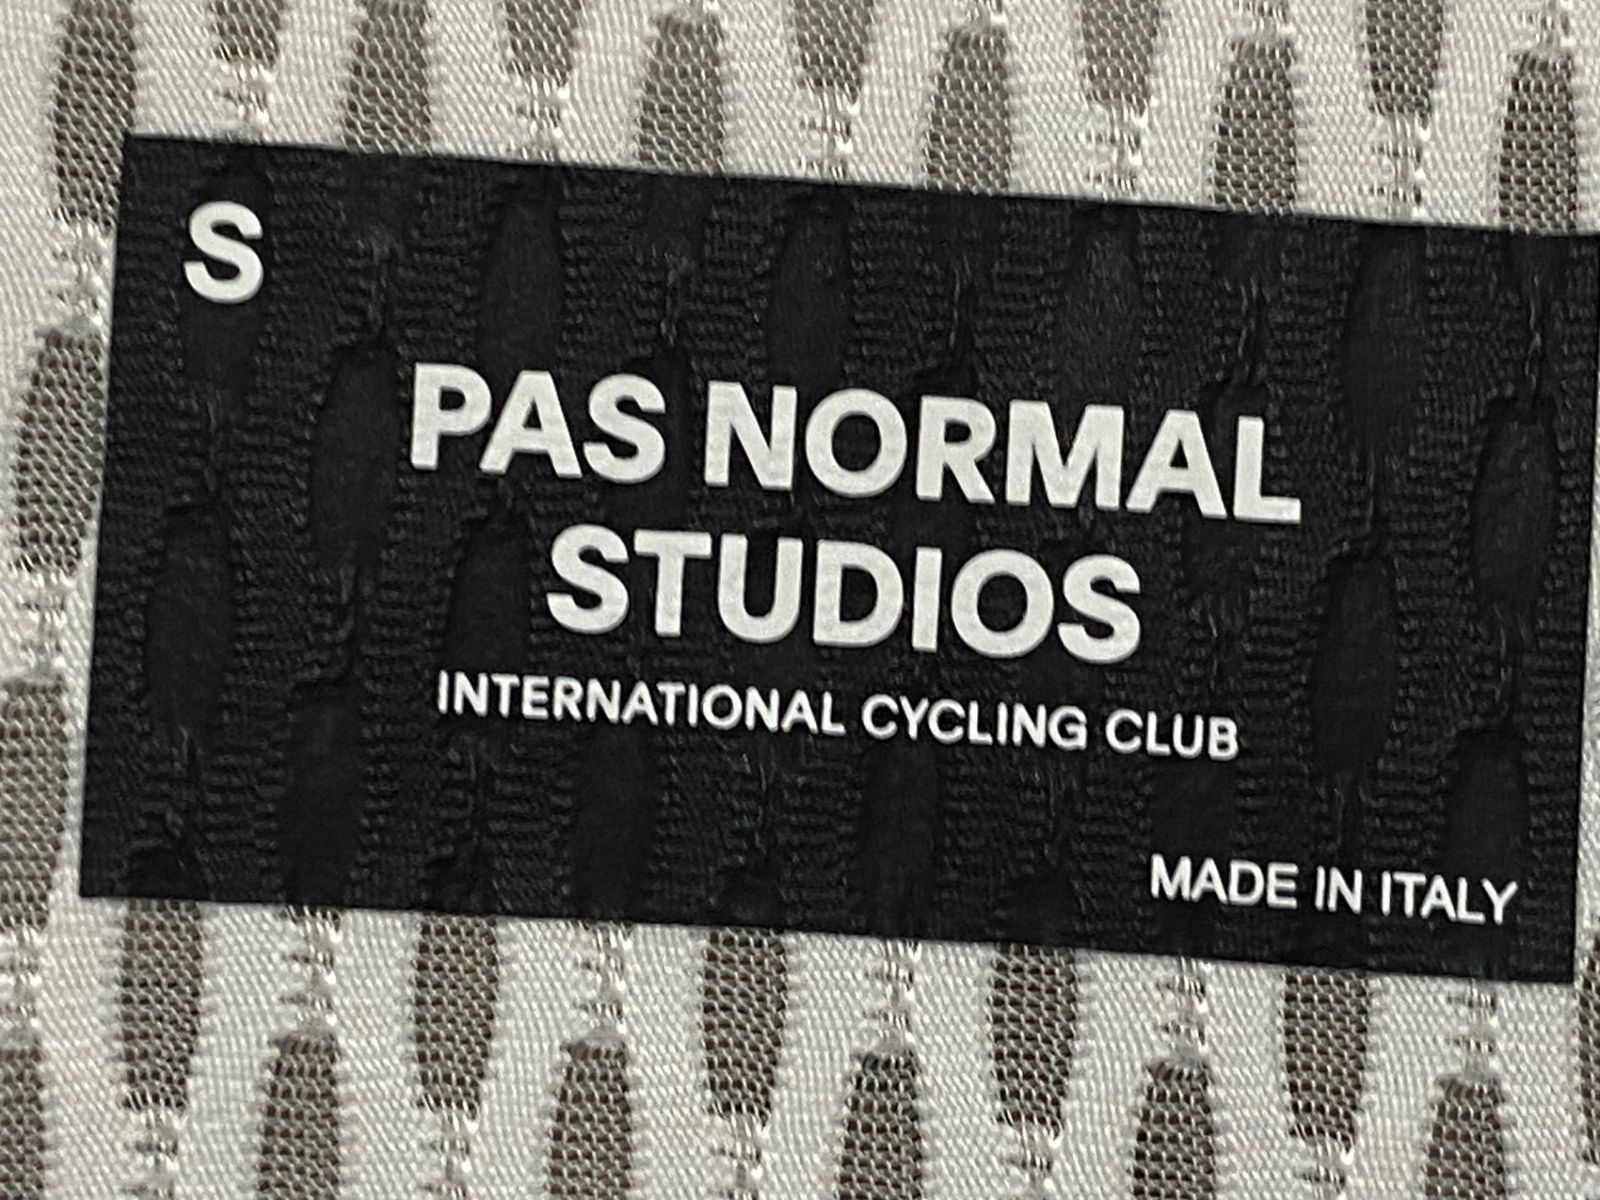 S
PAS NORMAL
STUDIOS
INTERNATIONAL CYCLING CLUB
MADE IN ITALY